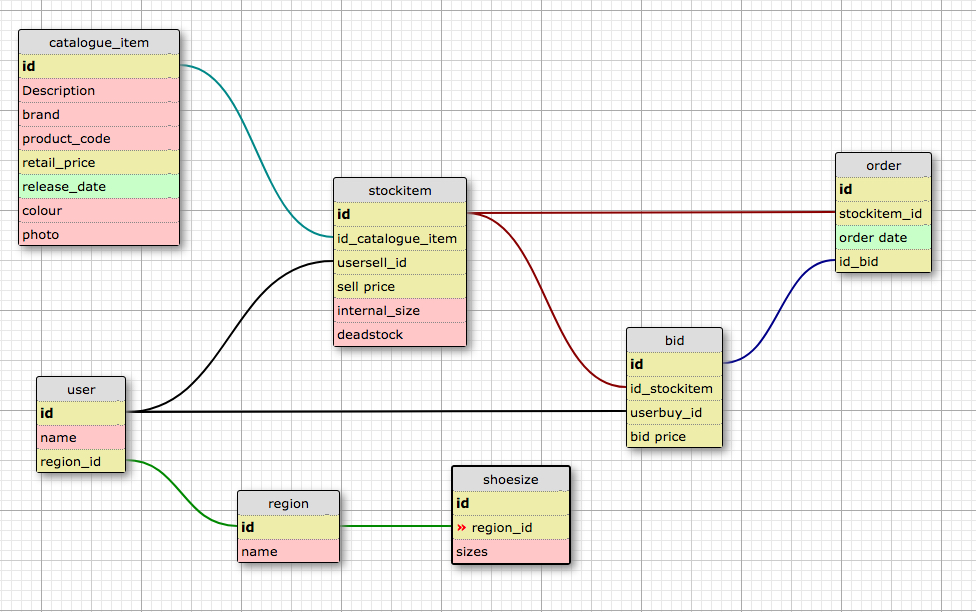 catalogue_item
id
Description
brand
product_code
retail_price
release_date
colour
photo
stockitem
id
id_catalogue_item
usersell_id
sell price
internal_size
deadstock
order
id
stockitem_id
order date
id_bid
bid
id
id_stockitem
userbuy_id
bid price
user
id
name
region_id
region
id
name
shoesize
id
» region_id
sizes